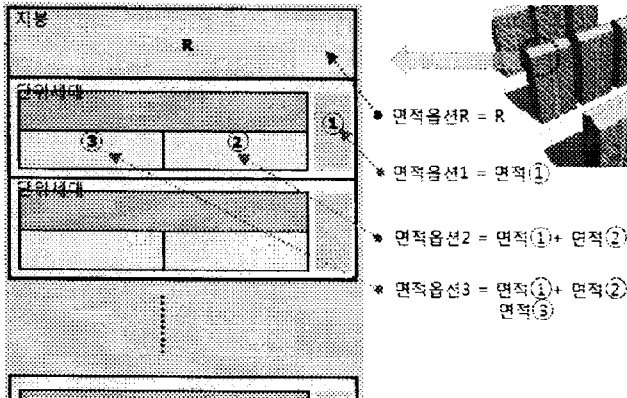 지붕
R
R
면적옵션R = R
단위세대
③
②
①
면적옵션1 = 면적①
단위세대
면적옵션2 = 면적①+ 면적②
면적옵션3 = 면적①+ 면적②
면적③